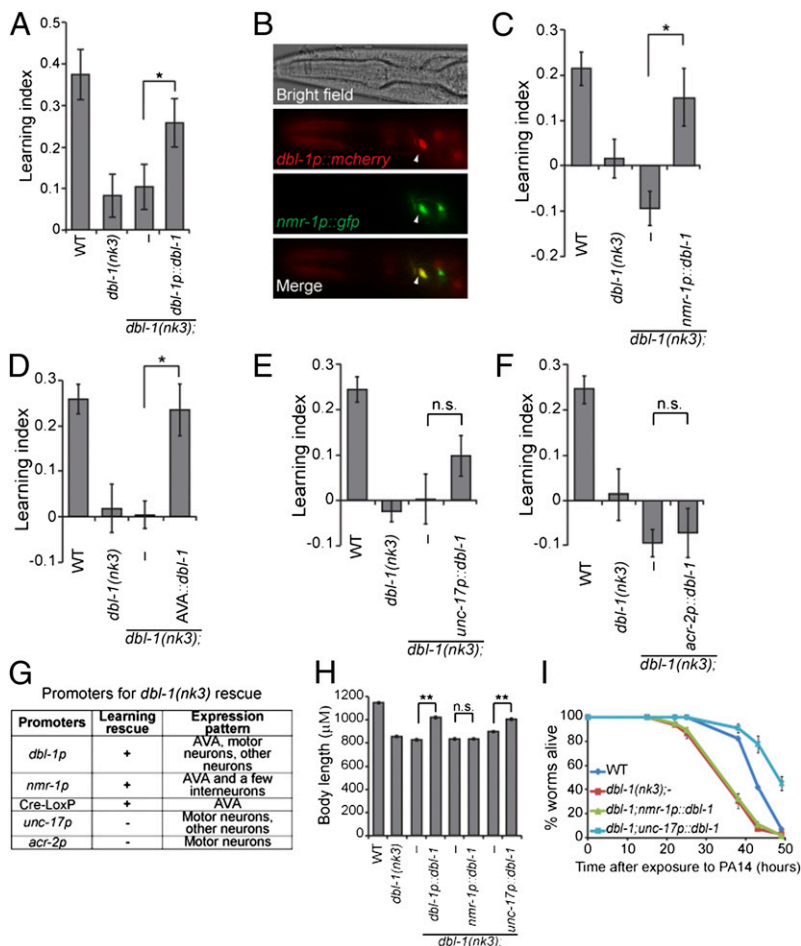 A
Learning index
0.5
0.4
0.3
0.2
0.1
0
*
WT
dbl-1(nk3)
–
dbl-1p::dbl-1
dbl-1(nk3);
B
Bright field
dbl-1p::mcherry
nmr-1p::gfp
Merge
C
Learning index
0.3
0.2
0.1
0
-0.1
-0.2
*
WT
dbl-1(nk3)
–
nmr-1p::dbl-1
dbl-1(nk3);
D
Learning index
0.3
0.2
0.1
0
-0.1
*
WT
dbl-1(nk3)
–
AVA::dbl-1
dbl-1(nk3);
E
Learning index
0.3
0.2
0.1
0
-0.1
n.s.
WT
dbl-1(nk3)
–
unc-17p::dbl-1
dbl-1(nk3);
F
Learning index
0.3
0.2
0.1
0
-0.1
n.s.
WT
dbl-1(nk3)
–
acr-2p::dbl-1
dbl-1(nk3);
G
Promoters for dbl-1(nk3) rescue
Promoters Learning rescue Expression pattern
dbl-1p + AVA, motor neurons, other neurons
nmr-1p + AVA and a few interneurons
Cre-LoxP + AVA
unc-17p - Motor neurons, other neurons
acr-2p - Motor neurons
H
Body length (µM)
1200
1000
800
600
400
200
0
**
n.s.
**
WT
dbl-1(nk3)
–
dbl-1p::dbl-1
–
nmr-1p::dbl-1
–
unc-17p::dbl-1
dbl-1(nk3);
I
% worms alive
100
80
60
40
20
0
WT
dbl-1(nk3);-
dbl-1;nmr-1p::dbl-1
dbl-1;unc-17p::dbl-1
0 10 20 30 40 50
Time after exposure to PA14 (hours)